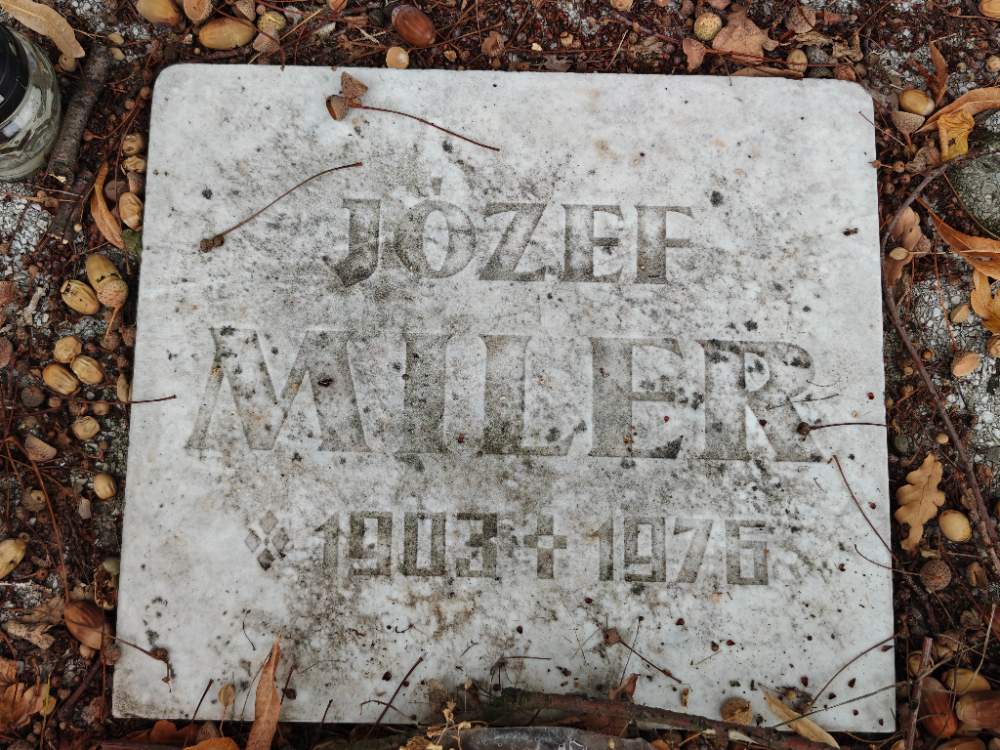 JÓZEF
MILER
1903 + 1976